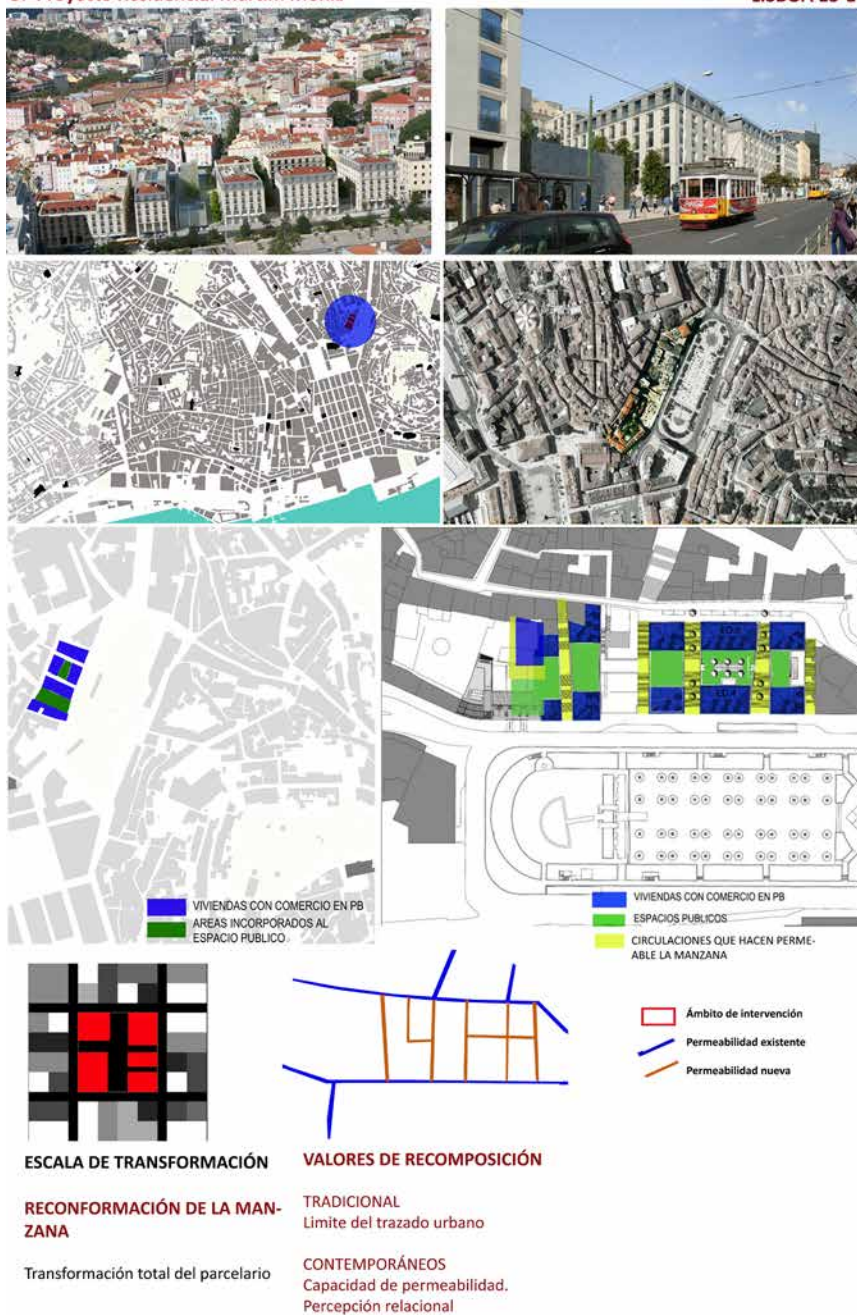 VIVIENDAS CON COMERCIO EN PB
AREAS INCORPORADOS AL
ESPACIO PUBLICO
VIVIENDAS CON COMERCIO EN PB
ESPACIOS PUBLICOS
CIRCULACIONES QUE HACEN PERME-
ABLE LA MANZANA
Ámbito de intervención
Permeabilidad existente
Permeabilidad nueva
ESCALA DE TRANSFORMACIÓN
RECONFORMACIÓN DE LA MAN-
ZANA
Transformación total del parcelario
VALORES DE RECOMPOSICIÓN
TRADICIONAL
Limite del trazado urbano
CONTEMPORÁNEOS
Capacidad de permeabilidad.
Percepción relacional